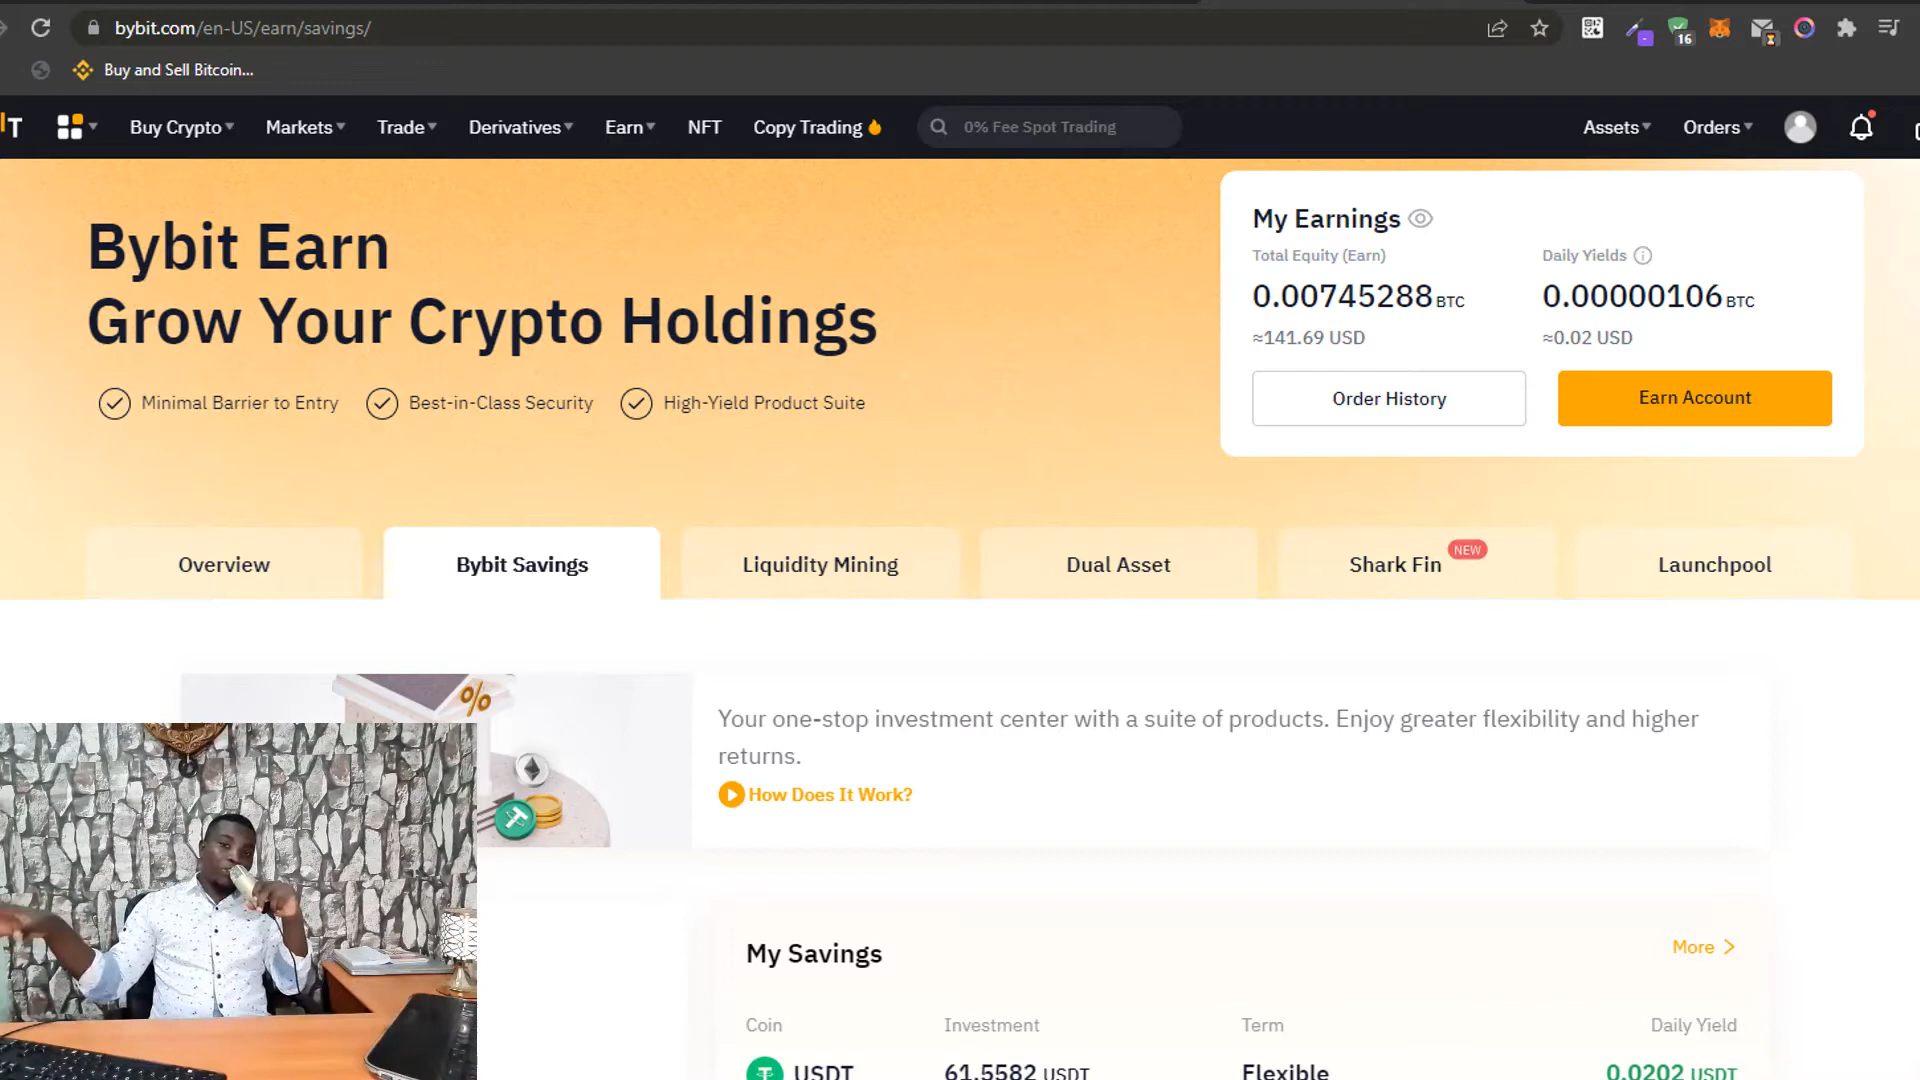 bybit.com/en-US/earn/savings/
16
Buy and Sell Bitcoin...
IT Buy Crypto Markets Trade Derivatives Earn NFT Copy Trading 0% Fee Spot Trading Assets Orders
Bybit Earn
Grow Your Crypto Holdings
Minimal Barrier to Entry Best-in-Class Security High-Yield Product Suite
My Earnings
Total Equity (Earn) Daily Yields
0.00745288 BTC 0.00000106 BTC
≈141.69 USD ≈0.02 USD
Order History Earn Account
Overview Bybit Savings Liquidity Mining Dual Asset Shark Fin NEW Launchpool
%
Your one-stop investment center with a suite of products. Enjoy greater flexibility and higher
returns.
How Does It Work?
My Savings More >
Coin Investment Term Daily Yield
USDT 61.5582 USDT Flexible 0.0202 USDT